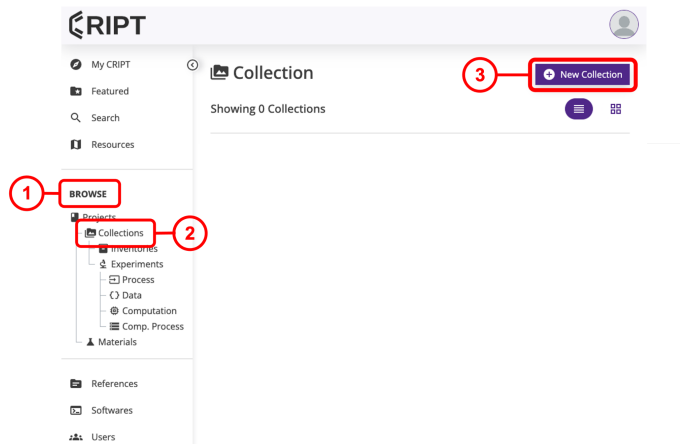 CRIPT
My CRIPT
Featured
Search
Resources
1
BROWSE
Projects
Collections
2
Inventories
Experiments
Process
Data
Computation
Comp. Process
Materials
References
Softwares
Users
Collection
3
New Collection
Showing 0 Collections